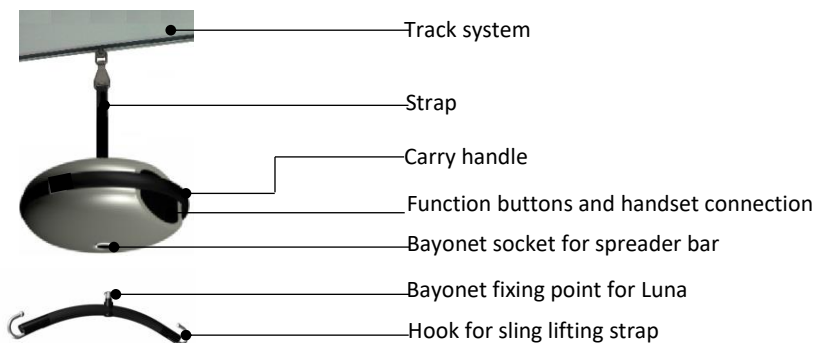 Track system
Strap
Carry handle
Function buttons and handset connection
Bayonet socket for spreader bar
Bayonet fixing point for Luna
Hook for sling lifting strap